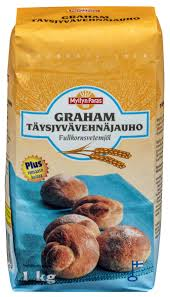 Myllyn Paras
GRAHAM
TÄYSJYVÄVEHNÄJAUHO
Fullkornsvetemjöl
Plus
1 kg